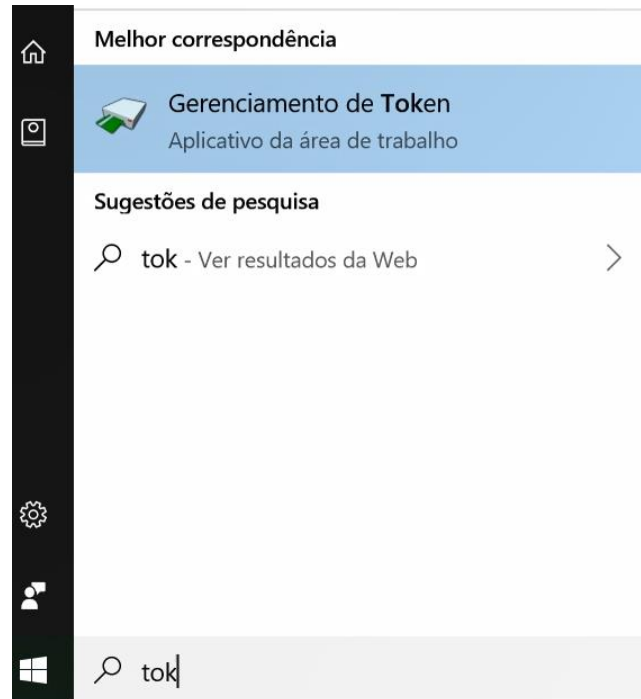 Melhor correspondência
Gerenciamento de Token
Aplicativo da área de trabalho
Sugestões de pesquisa
tok - Ver resultados da Web
tok